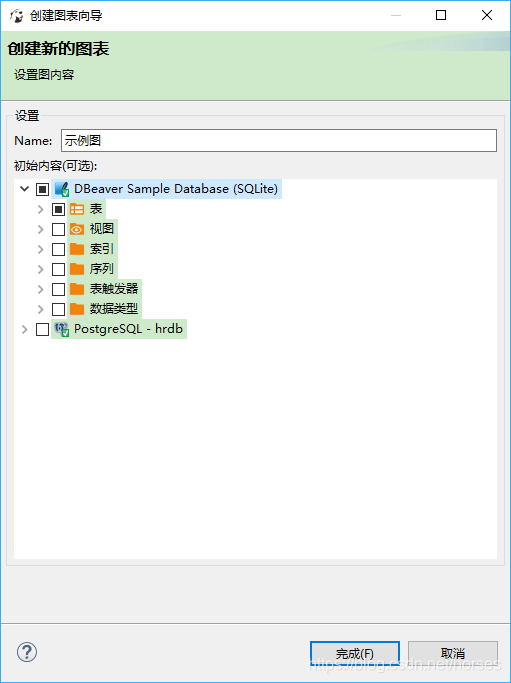 创建图表向导
创建新的图表
设置图内容
设置
Name: 示例图
初始内容(可选):
DBeaver Sample Database (SQLite)
表
视图
索引
序列
表触发器
数据类型
PostgreSQL - hrdb
完成(F) 取消
https://blog.csdn.net/horses